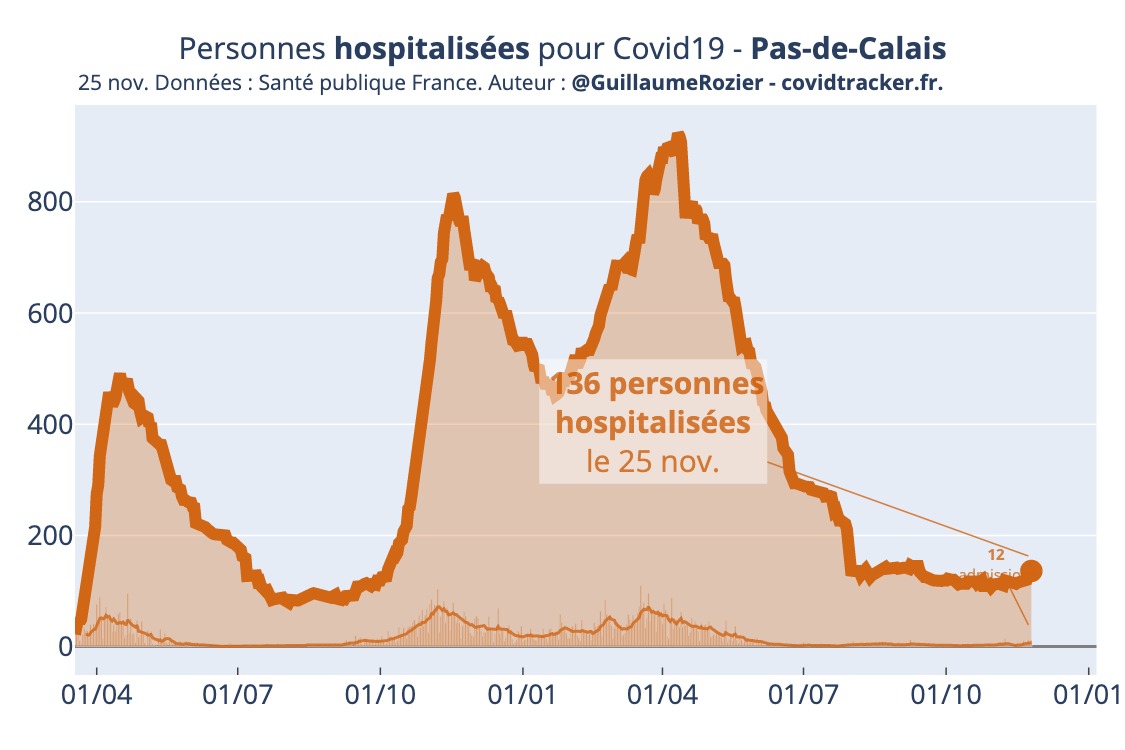 Personnes hospitalisées pour Covid19 - Pas-de-Calais
25 nov. Données : Santé publique France. Auteur : @GuillaumeRozier - covidtracker.fr.
800
600
400
200
0
136 personnes
hospitalisées
le 25 nov.
12
01/04 01/07 01/10 01/01 01/04 01/07 01/10 01/01